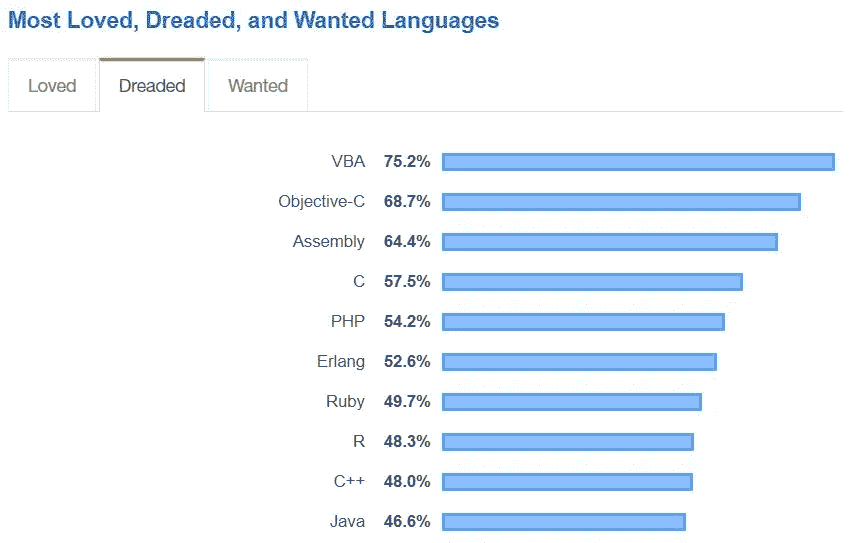 Most Loved, Dreaded, and Wanted Languages
Loved Dreaded Wanted
VBA 75.2%
Objective-C 68.7%
Assembly 64.4%
C 57.5%
PHP 54.2%
Erlang 52.6%
Ruby 49.7%
R 48.3%
C++ 48.0%
Java 46.6%